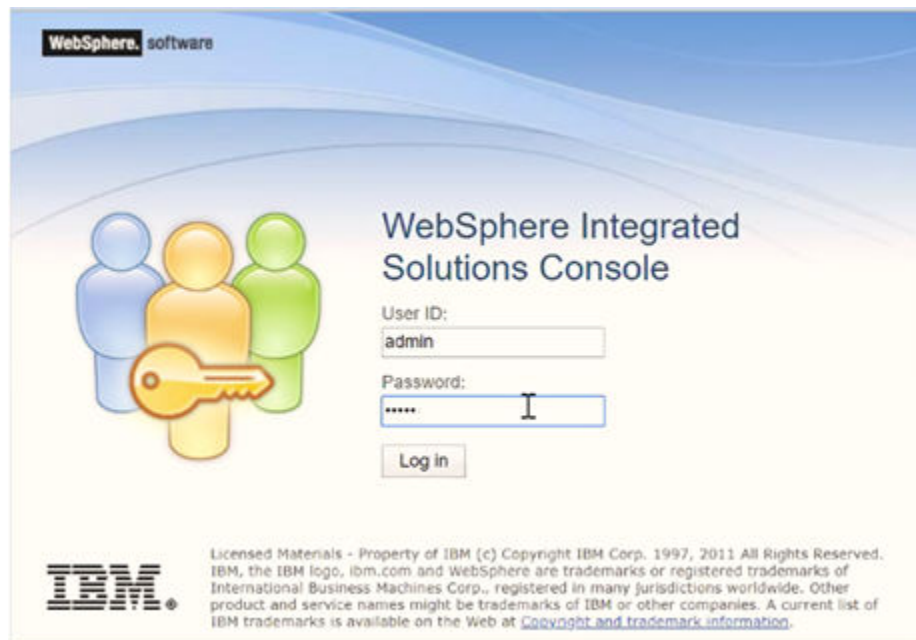 WebSphere. software
WebSphere Integrated
Solutions Console
User ID:
admin
Password:
•••••
Log in
IBM®
Licensed Materials - Property of IBM (c) Copyright IBM Corp. 1997, 2011 All Rights Reserved.
IBM, the IBM logo, ibm.com and WebSphere are trademarks or registered trademarks of
International Business Machines Corp., registered in many jurisdictions worldwide. Other
product and service names might be trademarks of IBM or other companies. A current list of
IBM trademarks is available on the Web at Copyright and trademark information.